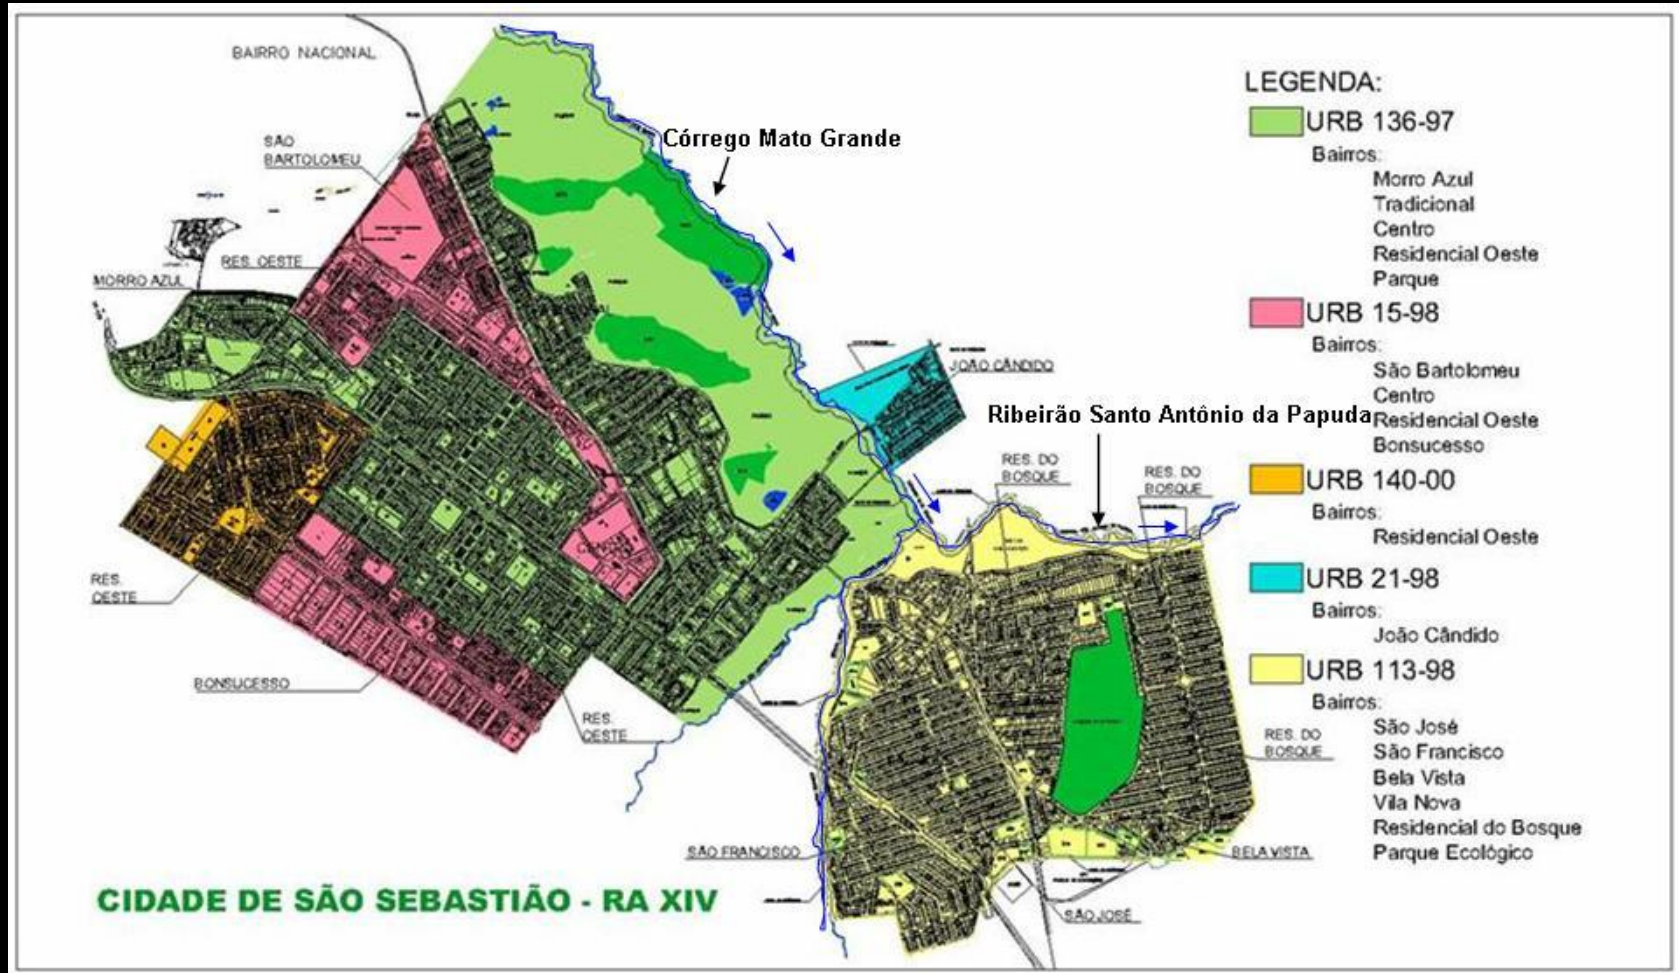 BAIRRO NACIONAL
SÃO
BARTOLOMEU
Córrego Mato Grande
RES. OESTE
MORRO AZUL
JOÃO CÂNDIDO
Ribeirão Santo Antônio da Papuda
RES. DO
BOSQUE
RES. DO
BOSQUE
CENTRO
RES.
OESTE
BONSUCESSO
RES.
OESTE
RES. DO
BOSQUE
SÃO FRANCISCO
BELA VISTA
SÃO JOSÉ
CIDADE DE SÃO SEBASTIÃO - RA XIV
LEGENDA:
URB 136-97
Bairros:
Morro Azul
Tradicional
Centro
Residencial Oeste
Parque
URB 15-98
Bairros:
São Bartolomeu
Centro
Residencial Oeste
Bonsucesso
URB 140-00
Bairros:
Residencial Oeste
URB 21-98
Bairros:
João Cândido
URB 113-98
Bairros:
São José
São Francisco
Bela Vista
Vila Nova
Residencial do Bosque
Parque Ecológico